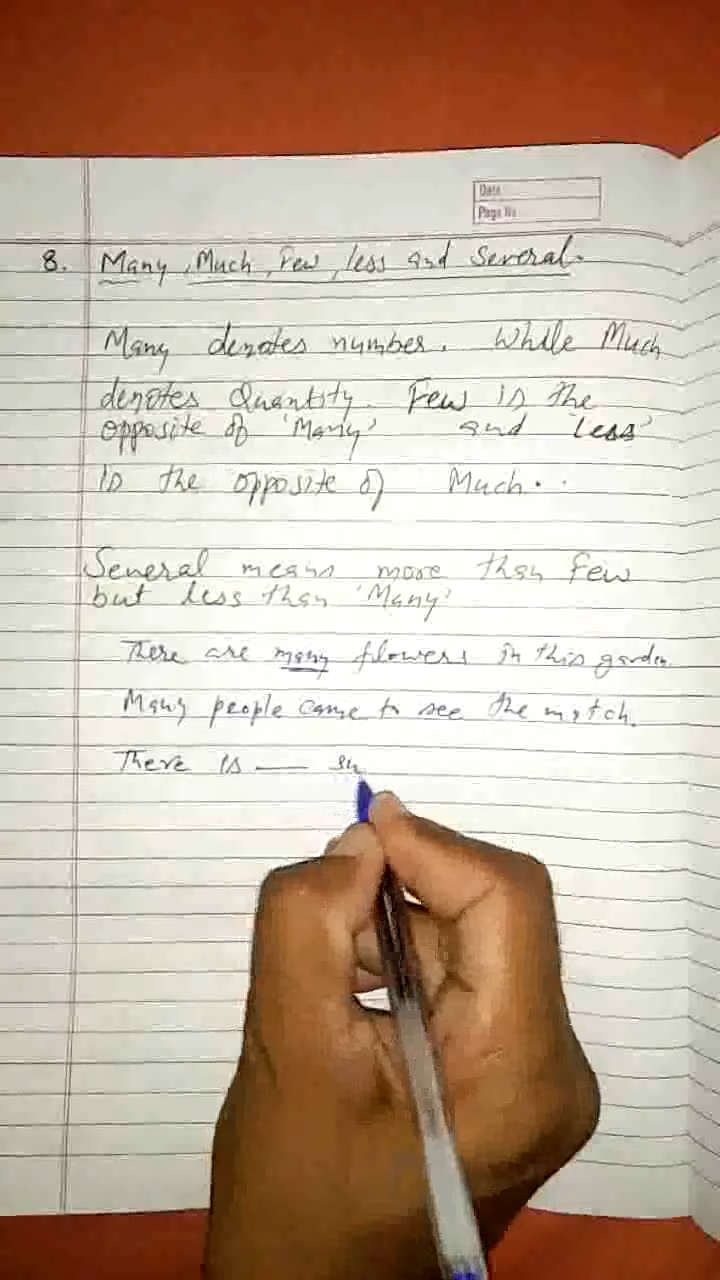 Date
Page No
8. Many, Much, Few, less and Several.
Many denotes number. While Much
denotes Quantity. Few is the
opposite of 'Many' and 'less'
is the opposite of Much.
Several means more than few
but less than 'Many'
There are many flowers in this garden.
Many people came to see the match.
There is —